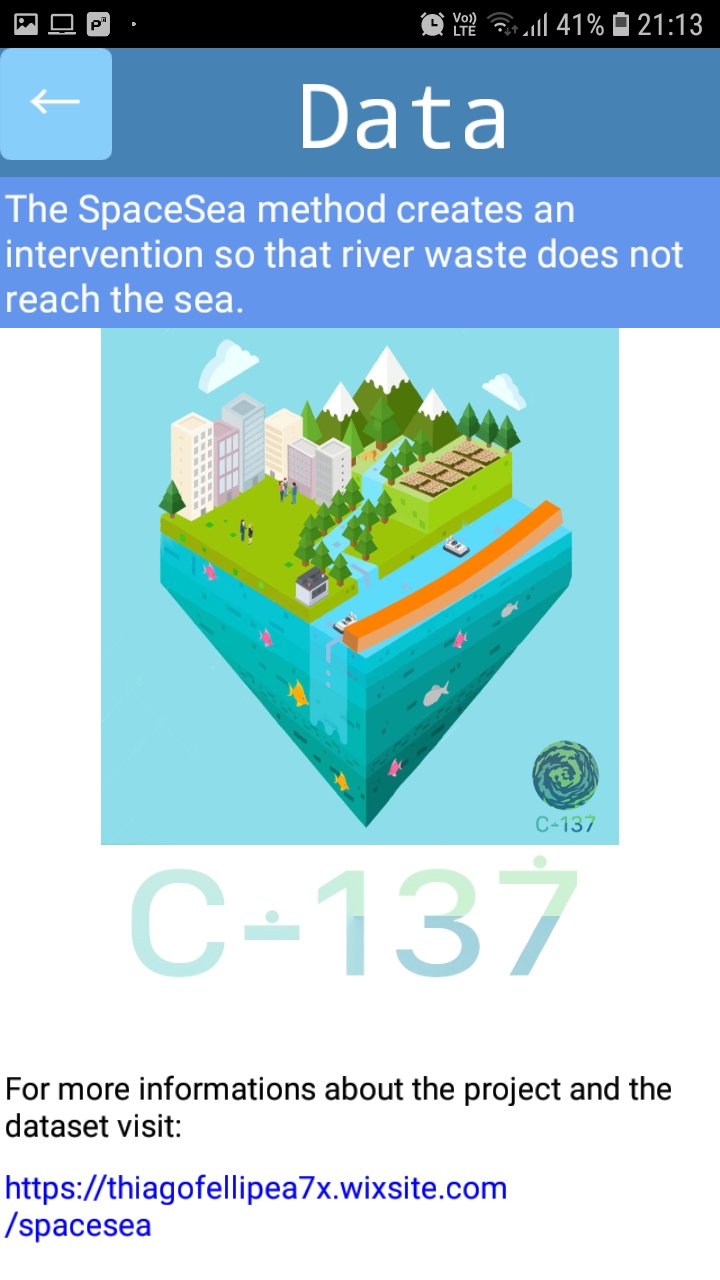 Vo)) LTE 41% 21:13
Data
The SpaceSea method creates an
intervention so that river waste does not
reach the sea.
C-137
C-137
For more informations about the project and the
dataset visit:
https://thiagofellipea7x.wixsite.com
/spacesea